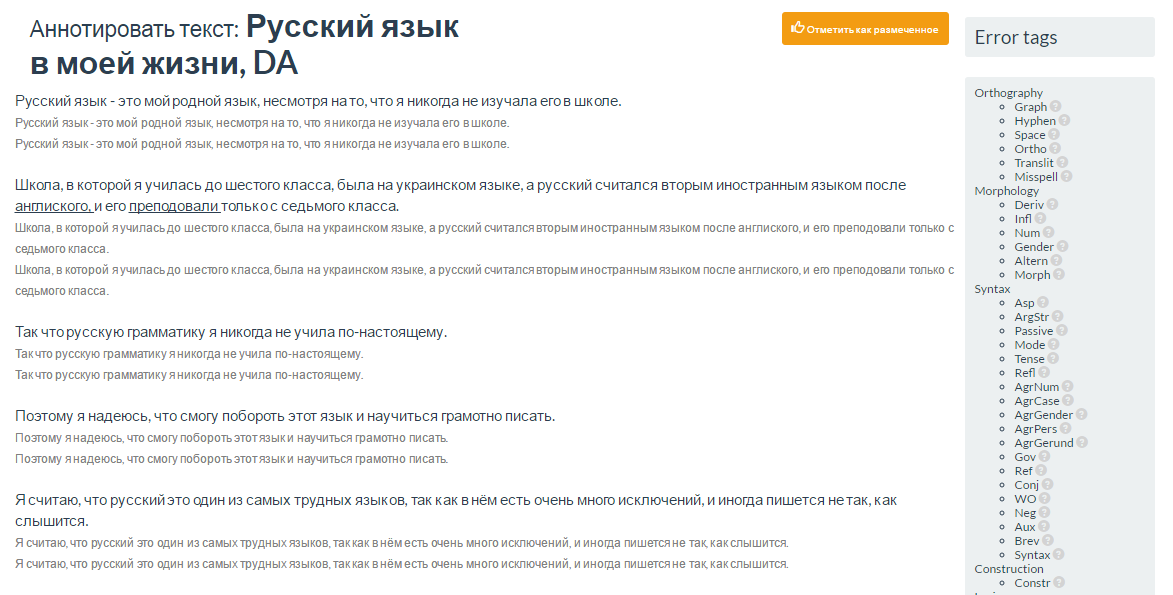 Аннотировать текст: Русский язык
в моей жизни, DA
Отметить как размеченное
Русский язык - это мой родной язык, несмотря на то, что я никогда не изучала его в школе.
Русский язык - это мой родной язык, несмотря на то, что я никогда не изучала его в школе.
Русский язык - это мой родной язык, несмотря на то, что я никогда не изучала его в школе.
Школа, в которой я училась до шестого класса, была на украинском языке, а русский считался вторым иностранным языком после
англиского, и его преподовали только с седьмого класса.
Школа, в которой я училась до шестого класса, была на украинском языке, а русский считался вторым иностранным языком после англиского, и его преподовали только с
седьмого класса.
Школа, в которой я училась до шестого класса, была на украинском языке, а русский считался вторым иностранным языком после англиского, и его преподовали только с
седьмого класса.
Так что русскую грамматику я никогда не учила по-настоящему.
Так что русскую грамматику я никогда не учила по-настоящему.
Так что русскую грамматику я никогда не учила по-настоящему.
Поэтому я надеюсь, что смогу побороть этот язык и научиться грамотно писать.
Поэтому я надеюсь, что смогу побороть этот язык и научиться грамотно писать.
Поэтому я надеюсь, что смогу побороть этот язык и научиться грамотно писать.
Я считаю, что русский это один из самых трудных языков, так как в нём есть очень много исключений, и иногда пишется не так, как
слышится.
Я считаю, что русский это один из самых трудных языков, так как в нём есть очень много исключений, и иногда пишется не так, как слышится.
Я считаю, что русский это один из самых трудных языков, так как в нём есть очень много исключений, и иногда пишется не так, как слышится.
Error tags
Orthography
Graph
Hyphen
Space
Ortho
Translit
Misspell
Morphology
Deriv
Infl
Num
Gender
Altern
Morph
Syntax
Asp
ArgStr
Passive
Mode
Tense
Refl
AgrNum
AgrCase
AgrGender
AgrPers
AgrGerund
Gov
Ref
Conj
WO
Neg
Aux
Brev
Syntax
Construction
Constr